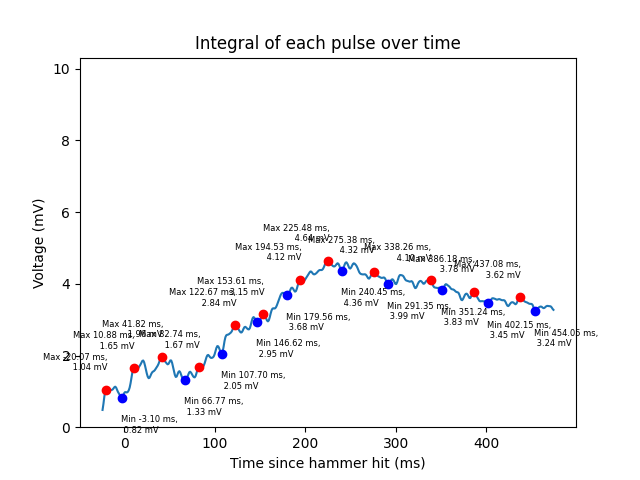 Integral of each pulse over time
Voltage (mV)
10
8
6
4
2
0
Max 225.48 ms,
4.64 mV
Max 275.38 ms,
4.32 mV
Max 194.53 ms,
4.12 mV
Max 338.26 ms,
4.10 mV
Max 386.18 ms,
3.78 mV
Max 437.08 ms,
3.62 mV
Max 153.61 ms,
3.15 mV
Max 122.67 ms,
2.84 mV
Max 41.82 ms,
Max 10.88 ms,
1.65 mV
Max 82.74 ms,
1.67 mV
1.04 mV
Min -3.10 ms,
0.82 mV
Min 66.77 ms,
1.33 mV
Min 107.70 ms,
2.05 mV
Min 146.62 ms,
2.95 mV
Min 179.56 ms,
3.68 mV
Min 240.45 ms,
4.36 mV
Min 291.35 ms,
3.99 mV
Min 351.24 ms,
3.83 mV
Min 402.15 ms,
3.45 mV
Min 454.05 ms,
3.24 mV
0
100
200
300
400
Time since hammer hit (ms)